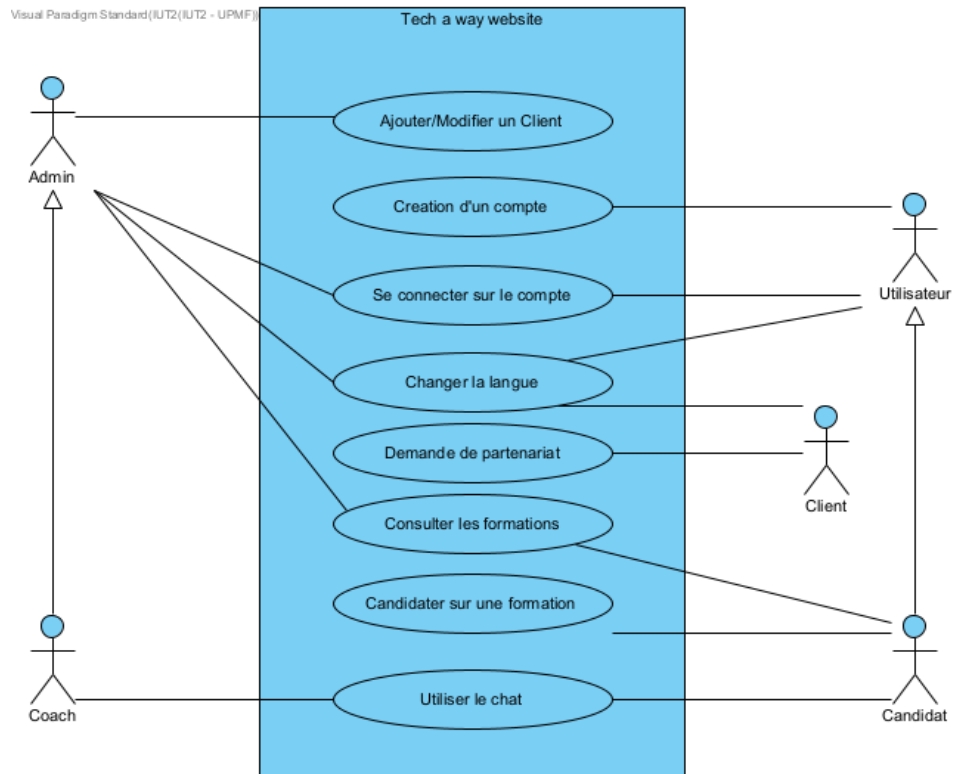 Visual Paradigm Standard(IUT2(IUT2 - UPMF))
Tech a way website
Ajouter/Modifier un Client
Admin
Creation d'un compte
Se connecter sur le compte
Utilisateur
Changer la langue
Demande de partenariat
Client
Consulter les formations
Candidater sur une formation
Utiliser le chat
Coach
Candidat